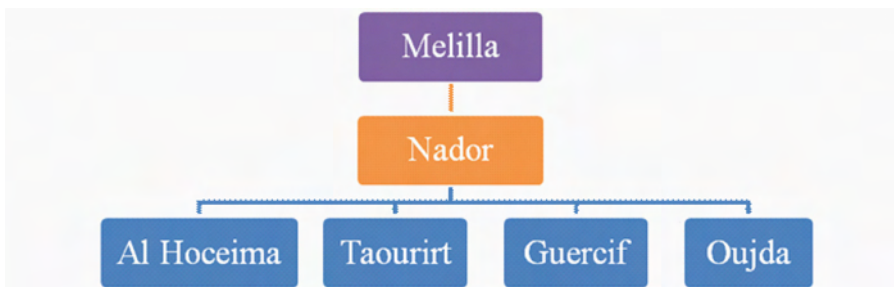 Melilla
Nador
Al Hoceima
Taourirt
Guercif
Oujda